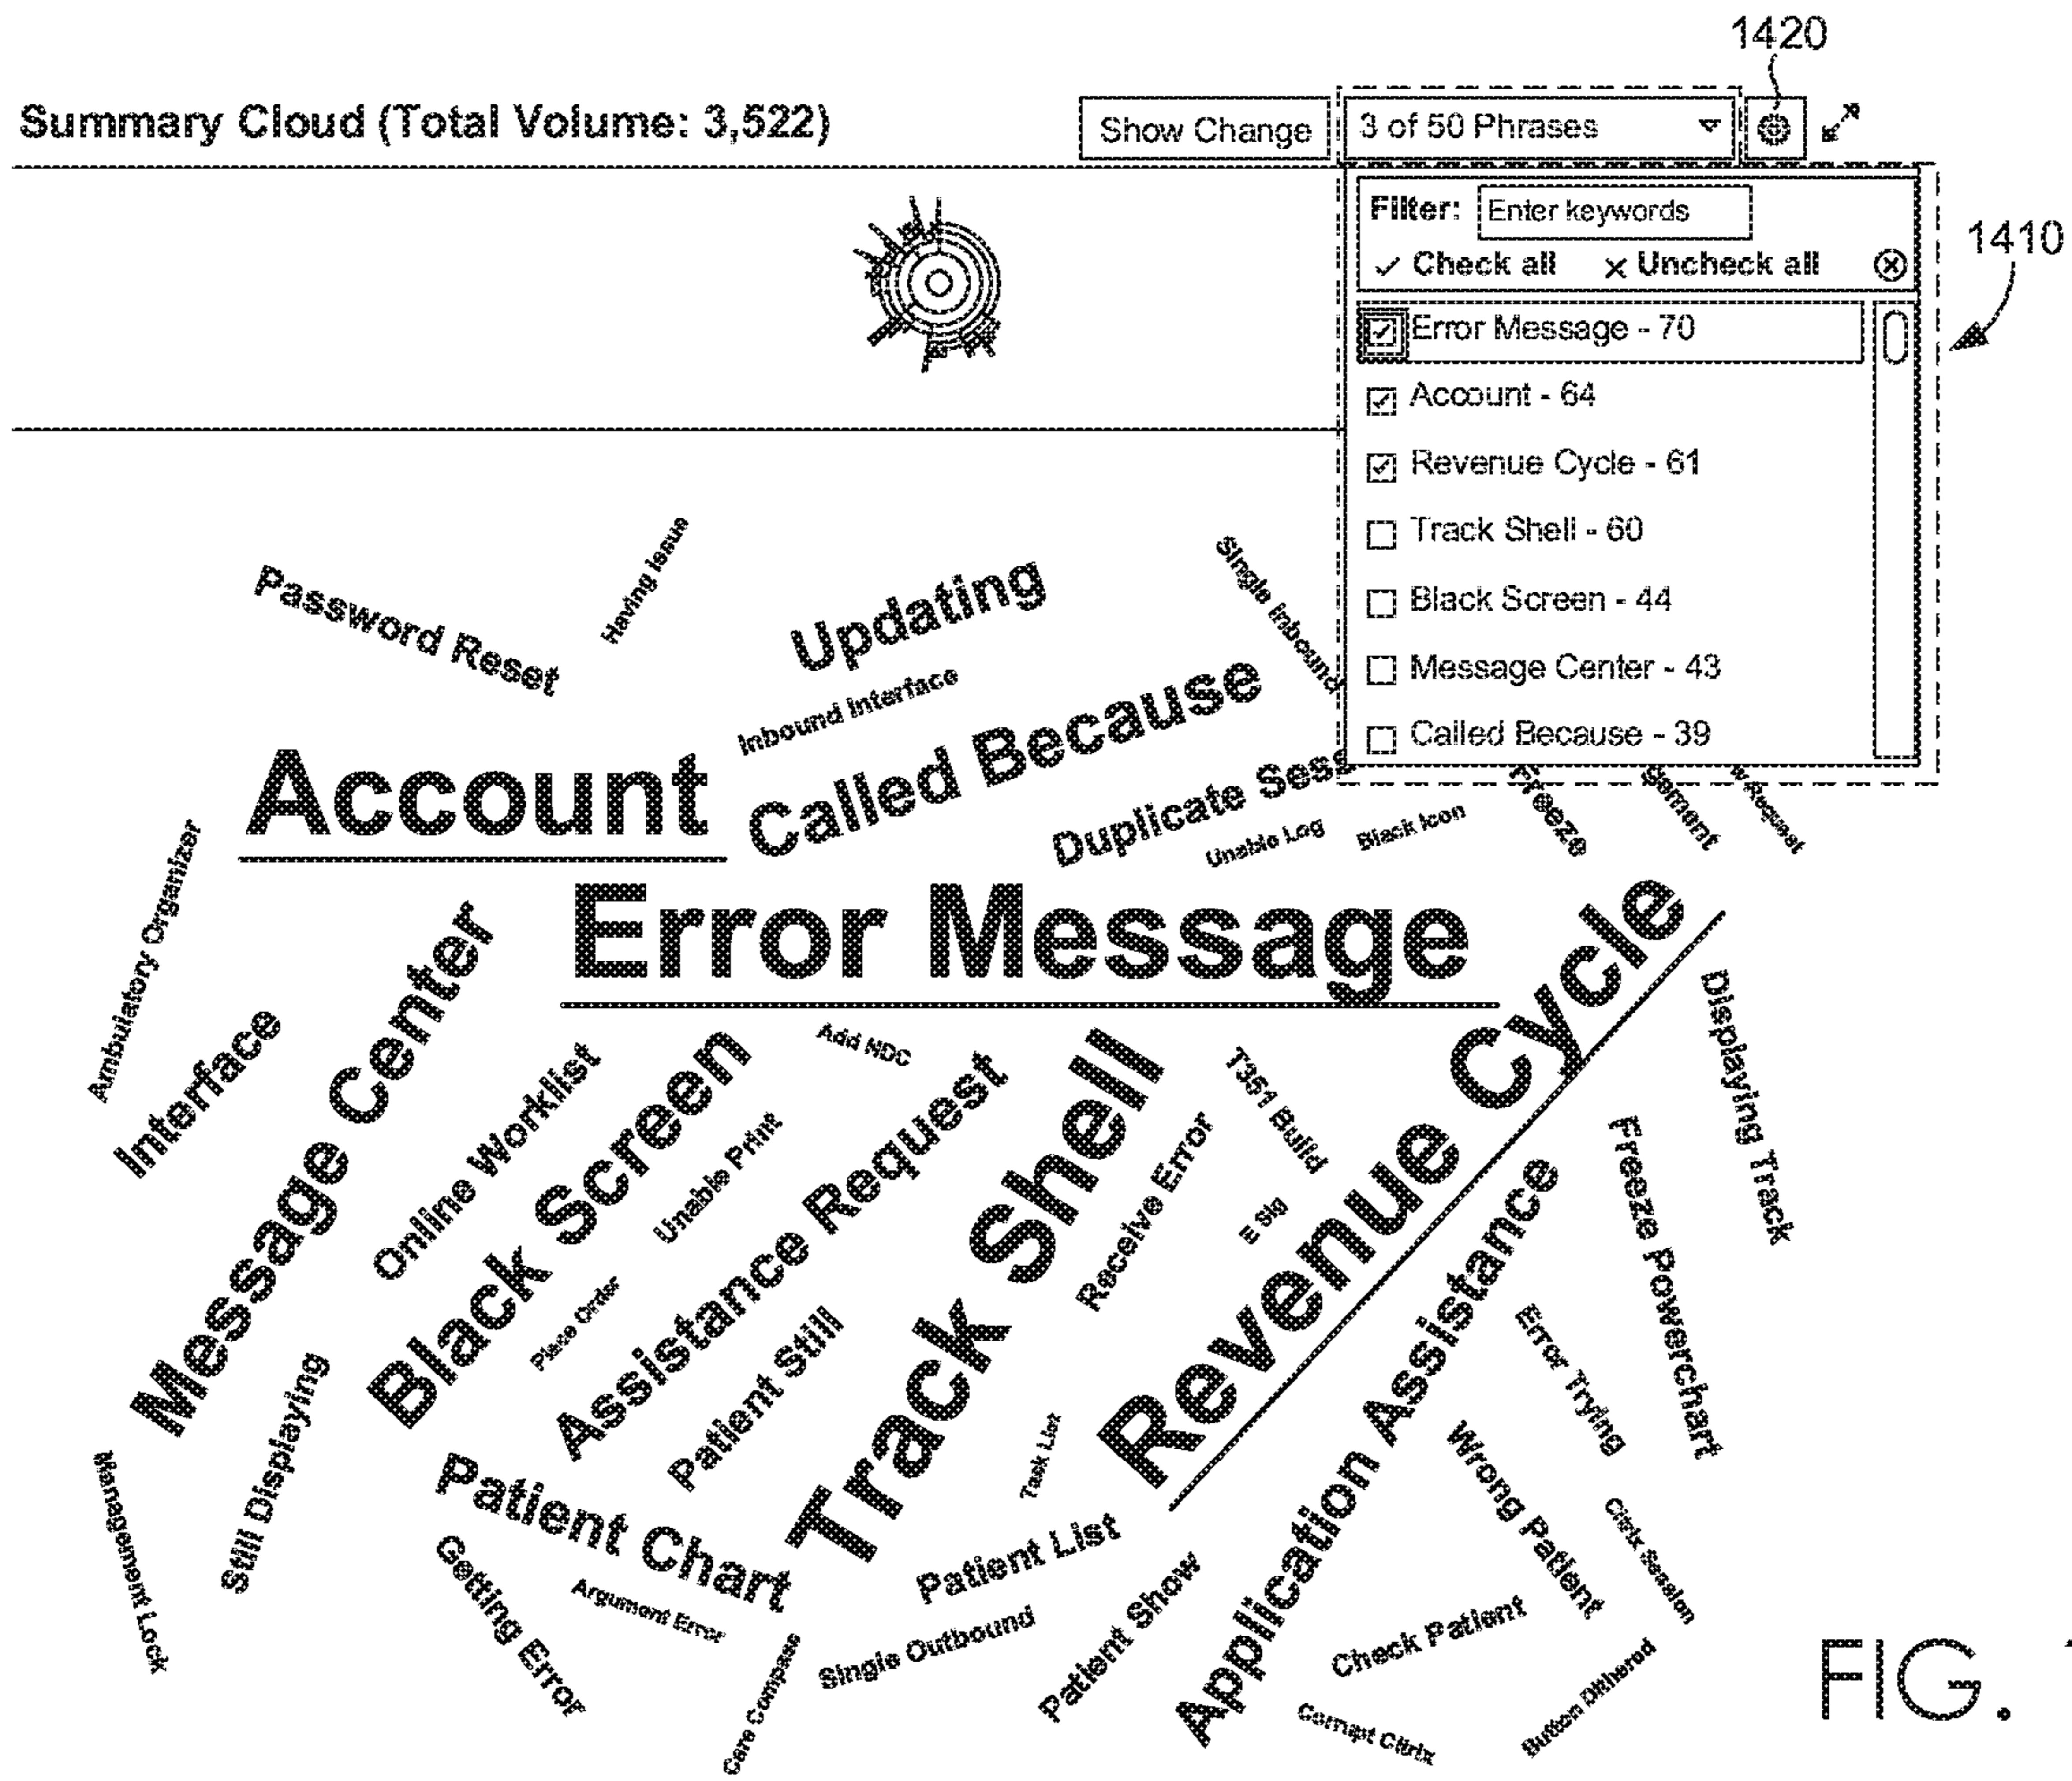 1420
Summary Cloud (Total Volume: 3,522)
Show Change
3 of 50 Phrases
1410
Filter: Enter keywords
✓ Check all × Uncheck all
Error Message - 70
Account - 64
Revenue Cycle - 61
Track Shell - 60
Black Screen - 44
Message Center - 43
Called Because - 39
Password Reset
Having Issue
Updating
Inbound Interface
Single Inbound
Account
Called Because
Duplicate Sess
Unable Log
Black Icon
Freeze
gement
w Request
Ambulatory Organizer
Error Message
Message Center
Interface
Online Worklist
Black Screen
Add NDC
Unable Print
Assistance Request
Track Shell
T351 Build
Receive Error
E Sig
Revenue Cycle
Displaying Track
Freeze Powerchart
Place Order
Patient Still
Application Assistance
Error Trying
Still Displaying
Management Lock
Patient Chart
Task List
Wrong Patient
Citrix Session
Getting Error
Argument Error
Patient List
Single Outbound
Care Compass
Patient Show
Check Patient
Corrupt Citrix
Button Dithered
FIG.